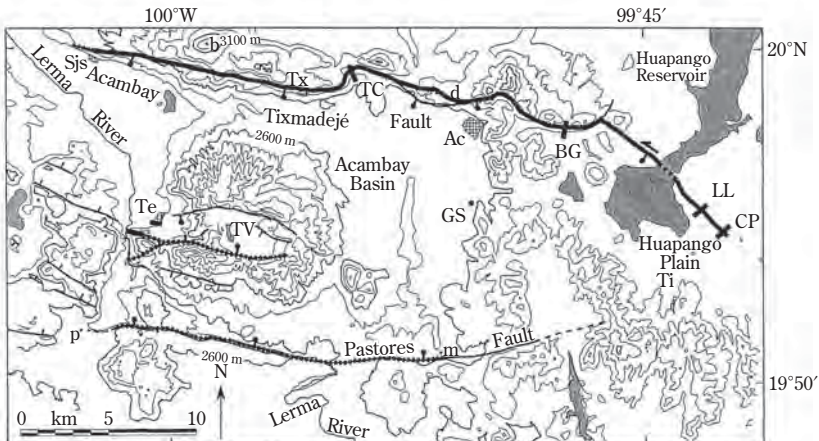 100°W
99°45'
b 3100 m
20°N
Lerma
River
Sjs
Acambay
Tx
TC
d
Huapango
Reservoir
Tixmadejé
Fault
Ac
BG
2600 m
Acambay
Basin
GS
LL
CP
Te
TV
Huapango
Plain
Ti
p
Pastores
m
Fault
2600 m
N
Lerma
River
19°50'
0 km 5 10